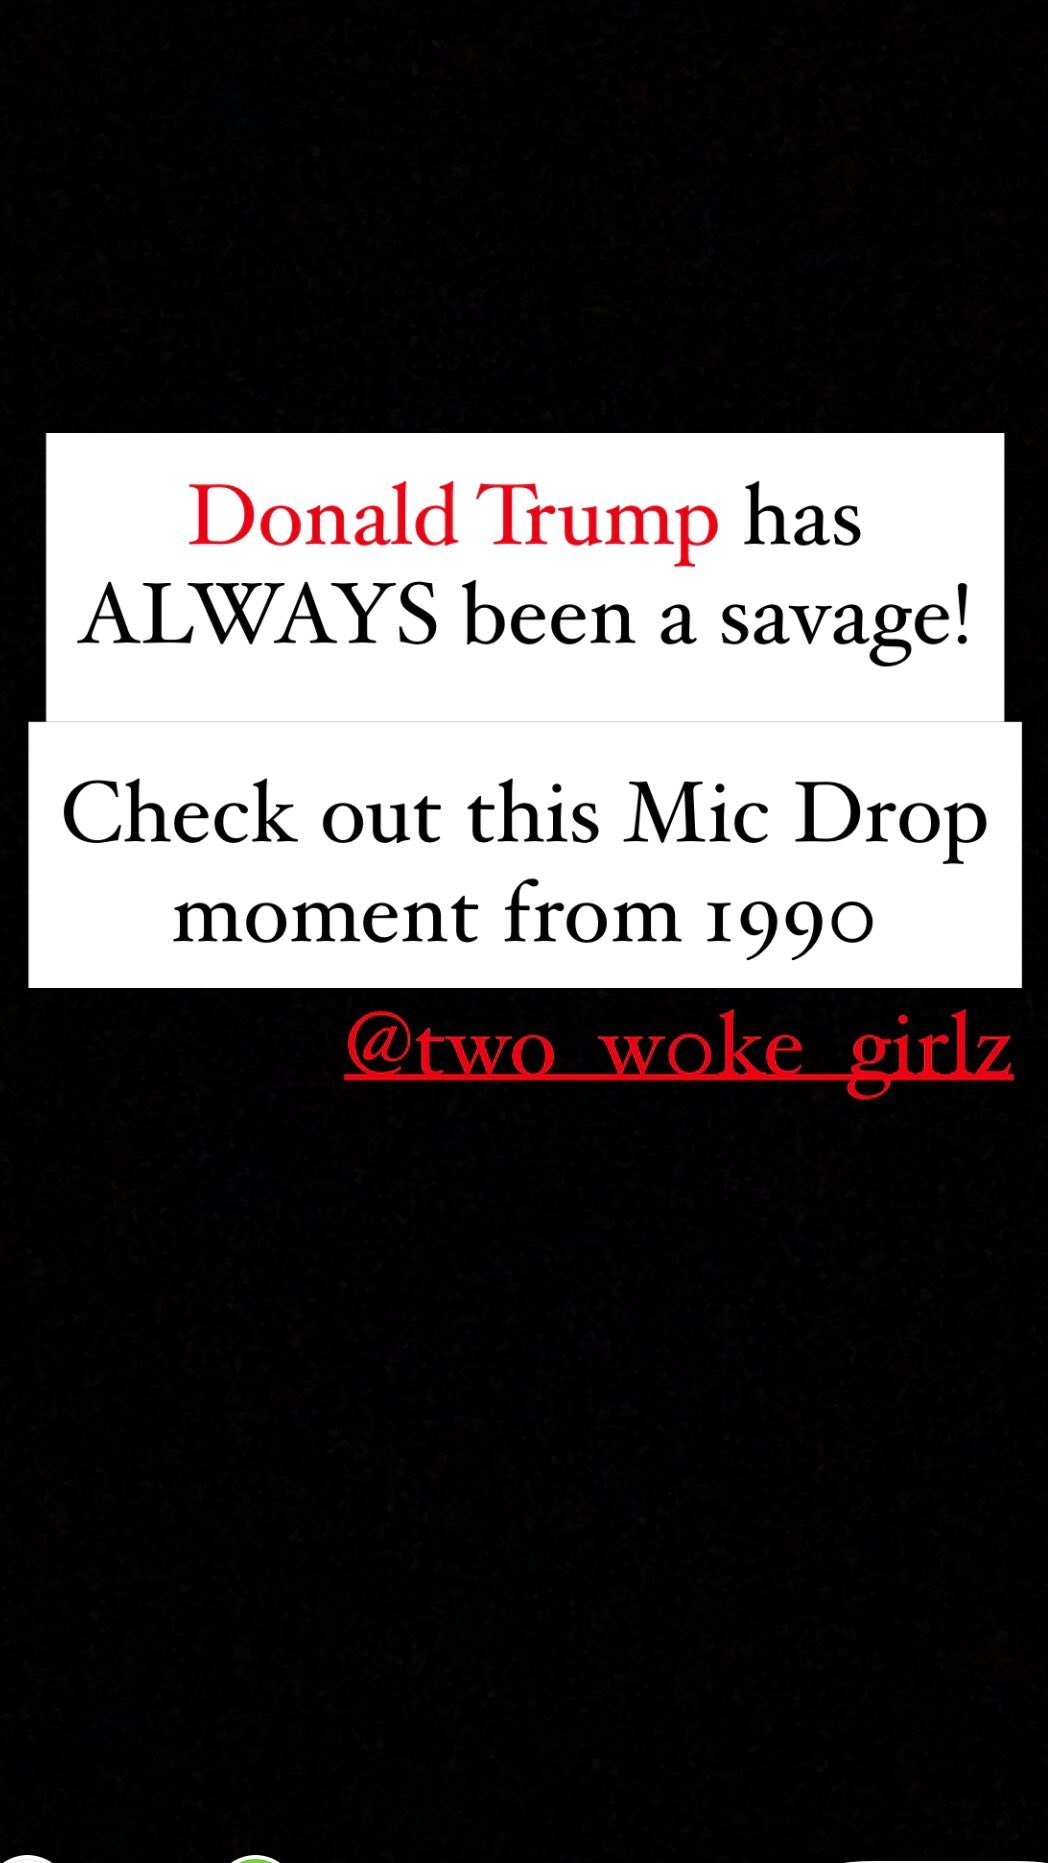 Donald Trump has
ALWAYS been a savage!
Check out this Mic Drop
moment from 1990
@two_woke_girlz